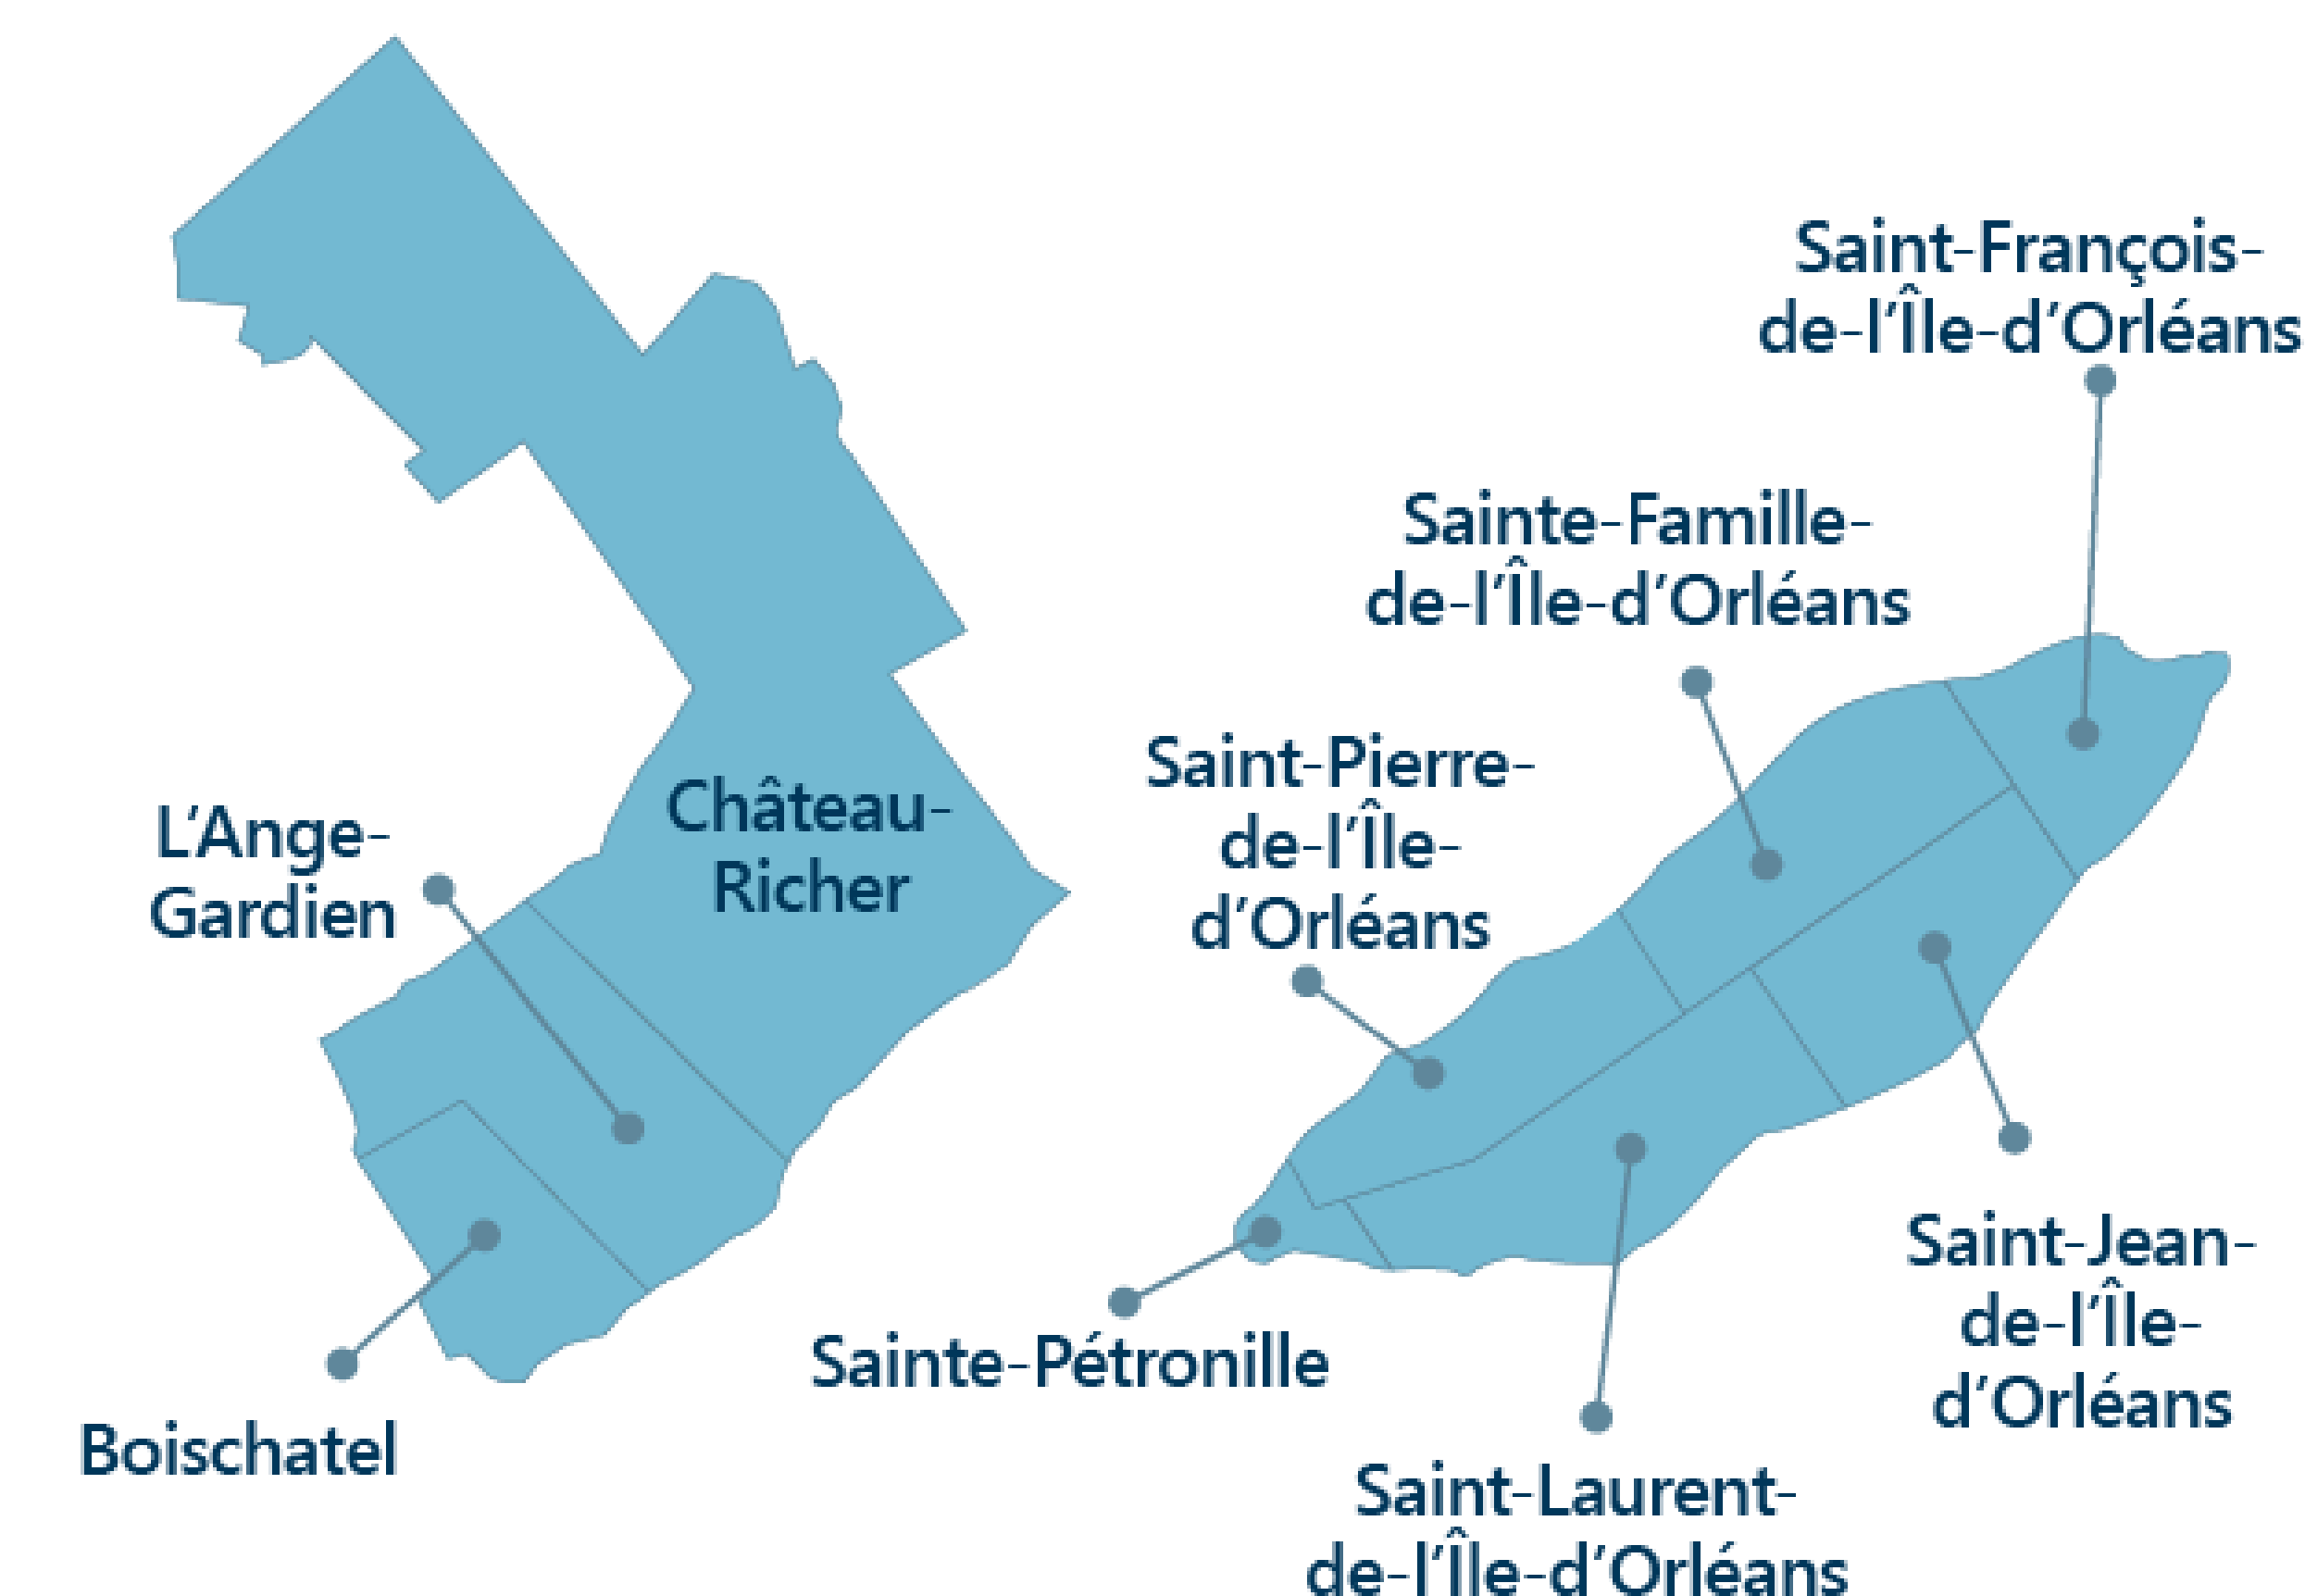 Saint-François-
de-l'Île-d'Orléans
Sainte-Famille-
de-l'Île-d'Orléans
Saint-Pierre-
de-l'Île-
d'Orléans
Château-
Richer
L'Ange-
Gardien
Saint-Jean-
de-l'Île-
d'Orléans
Sainte-Pétronille
Boischatel
Saint-Laurent-
de-l'Île-d'Orléans